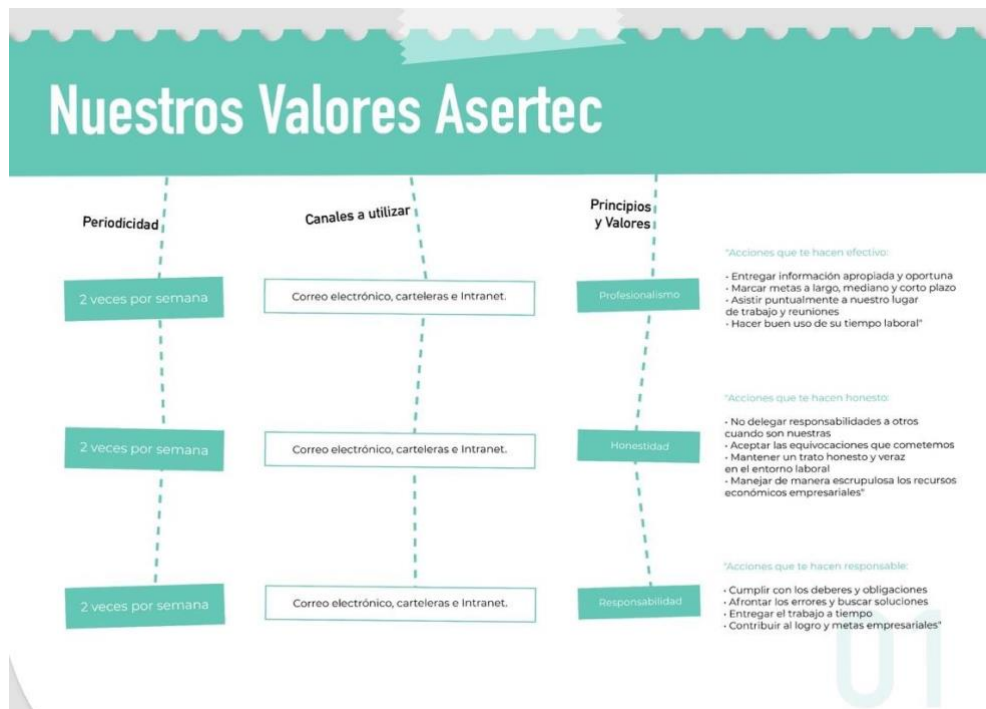 Nuestros Valores Asertec
Periodicidad
Canales a utilizar
Principios
y Valores
2 veces por semana
Correo electrónico, carteleras e Intranet.
Profesionalismo
"Acciones que te hacen efectivo:
• Entregar información apropiada y oportuna
• Marcar metas a largo, mediano y corto plazo
• Asistir puntualmente a nuestro lugar
de trabajo y reuniones
• Hacer buen uso de su tiempo laboral"
2 veces por semana
Correo electrónico, carteleras e Intranet.
Honestidad
"Acciones que te hacen honesto:
• No delegar responsabilidades a otros
cuando son nuestras
• Aceptar las equivocaciones que cometemos
• Mantener un trato honesto y veraz
en el entorno laboral
• Manejar de manera escrupulosa los recursos
económicos empresariales"
2 veces por semana
Correo electrónico, carteleras e Intranet.
Responsabilidad
"Acciones que te hacen responsable:
• Cumplir con los deberes y obligaciones
• Afrontar los errores y buscar soluciones
• Entregar el trabajo a tiempo
• Contribuir al logro y metas empresariales"
01